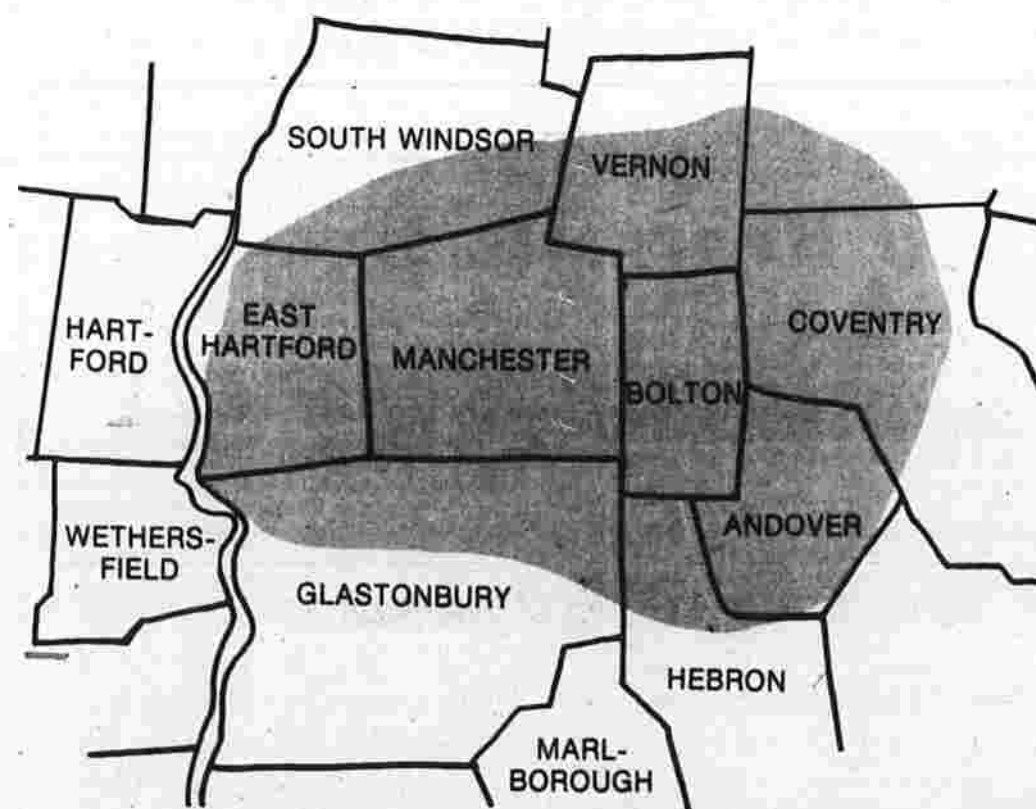 SOUTH WINDSOR
VERNON
HART-
FORD
EAST
HARTFORD
MANCHESTER
BOLTON
COVENTRY
WETHERS-
FIELD
ANDOVER
GLASTONBURY
HEBRON
MARL-
BOROUGH